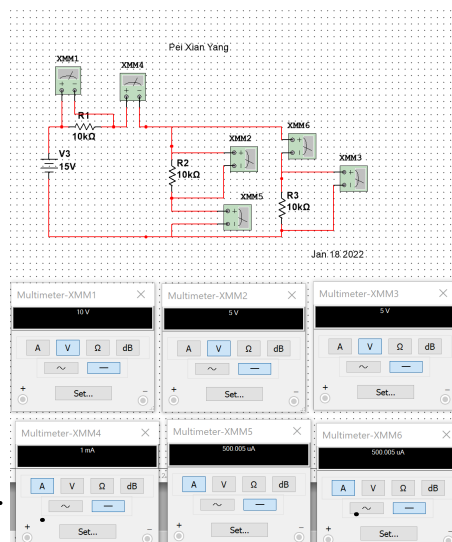 Pei Xian Yang
XMM1
XMM4
R1
10kΩ
V3
15V
R2
10kΩ
XMM2
XMM5
XMM6
XMM3
R3
10kΩ
Jan 18 2022
Multimeter-XMM1
10 V
A V Ω dB
Set...
Multimeter-XMM2
5 V
A V Ω dB
Set...
Multimeter-XMM3
5 V
A V Ω dB
Set...
Multimeter-XMM4
1 mA
A V Ω dB
Set...
Multimeter-XMM5
500.005 uA
A V Ω dB
Set...
Multimeter-XMM6
500.005 uA
A V Ω dB
Set...